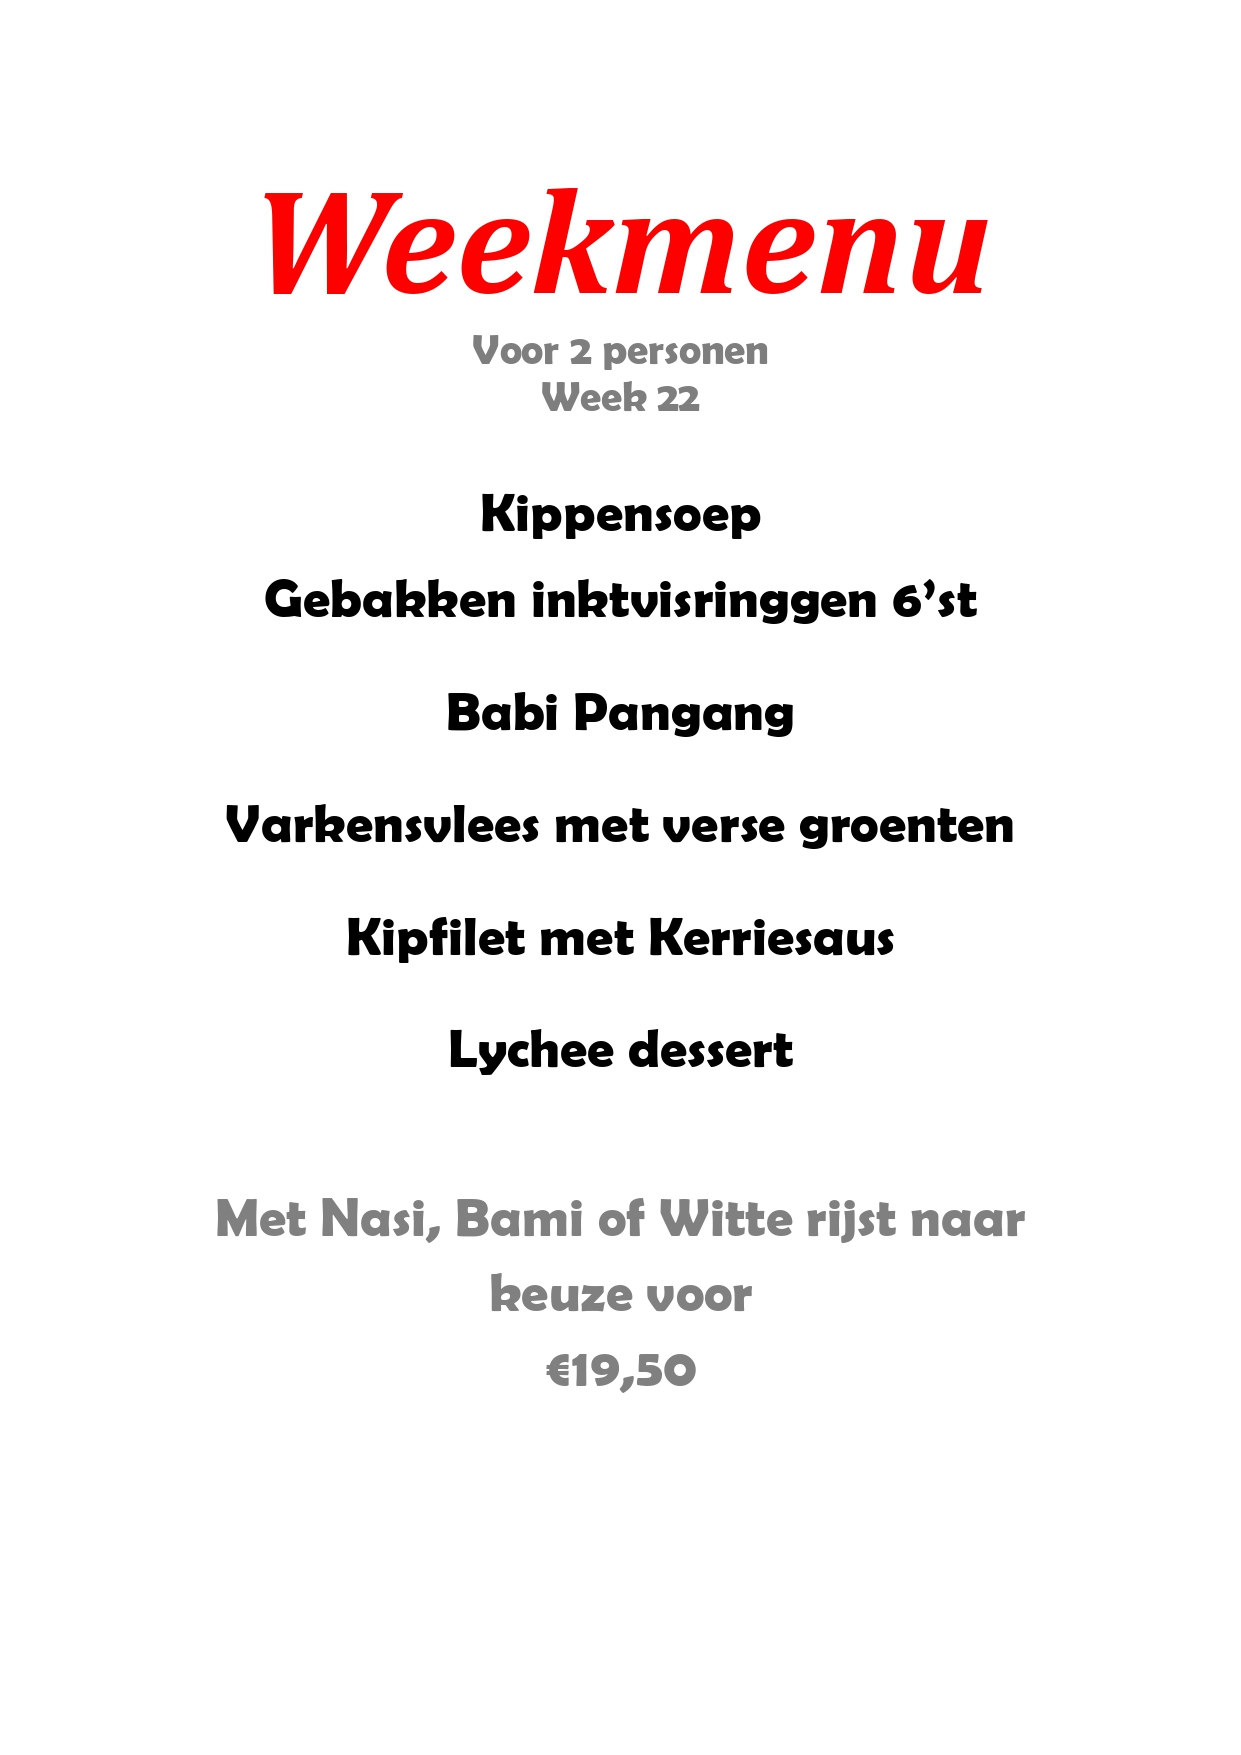 Weekmenu
Voor 2 personen
Week 22
Kippensoep
Gebakken inktvisringgen 6’st
Babi Pangang
Varkensvlees met verse groenten
Kipfilet met Kerriesaus
Lychee dessert
Met Nasi, Bami of Witte rijst naar
keuze voor
€19,50